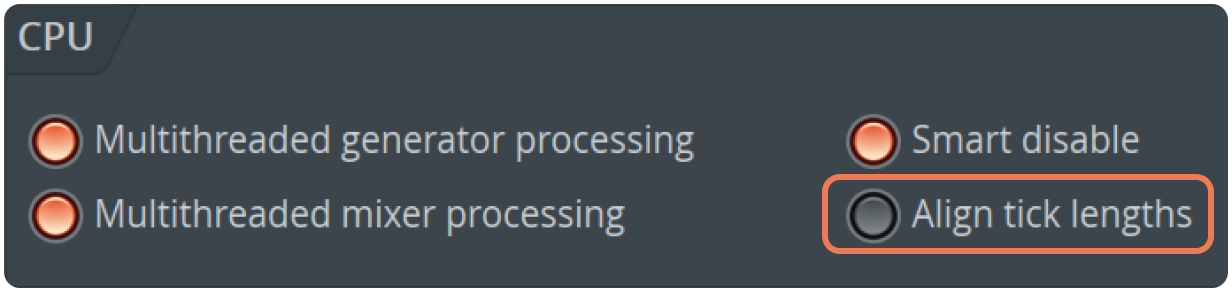 CPU
Multithreaded generator processing
Smart disable
Multithreaded mixer processing
Align tick lengths